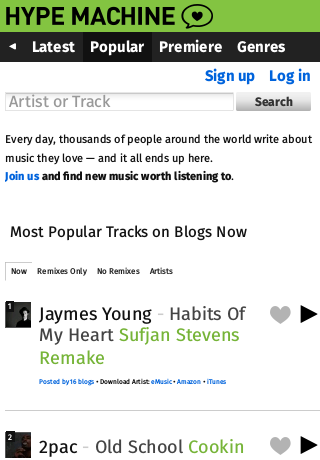 HYPE MACHINE
◄ Latest Popular Premiere Genres
Sign up Log in
Artist or Track Search
Every day, thousands of people around the world write about
music they love — and it all ends up here.
Join us and find new music worth listening to.
Most Popular Tracks on Blogs Now
Now Remixes Only No Remixes Artists
1
Jaymes Young - Habits Of
My Heart Sufjan Stevens
Remake
Posted by 16 blogs • Download Artist: eMusic • Amazon • iTunes
2
2pac - Old School Cookin